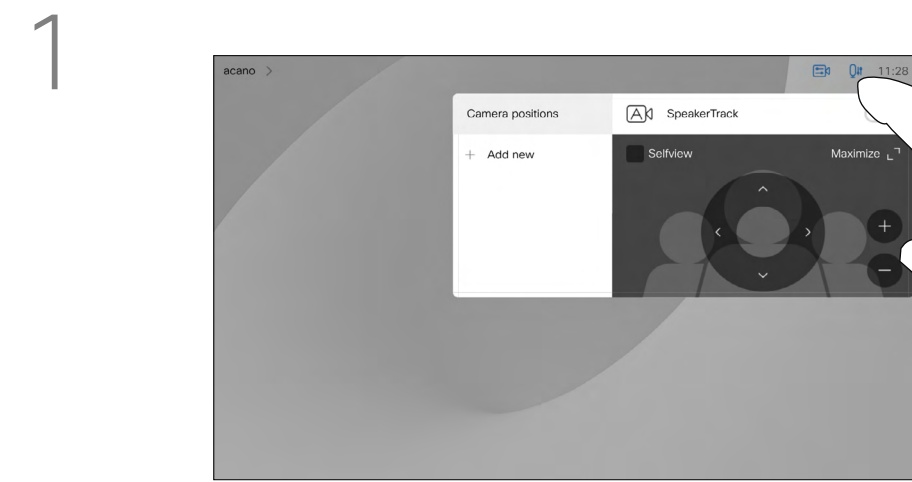 1
acano >
11:28
Camera positions
SpeakerTrack
+ Add new
Selfview
Maximize